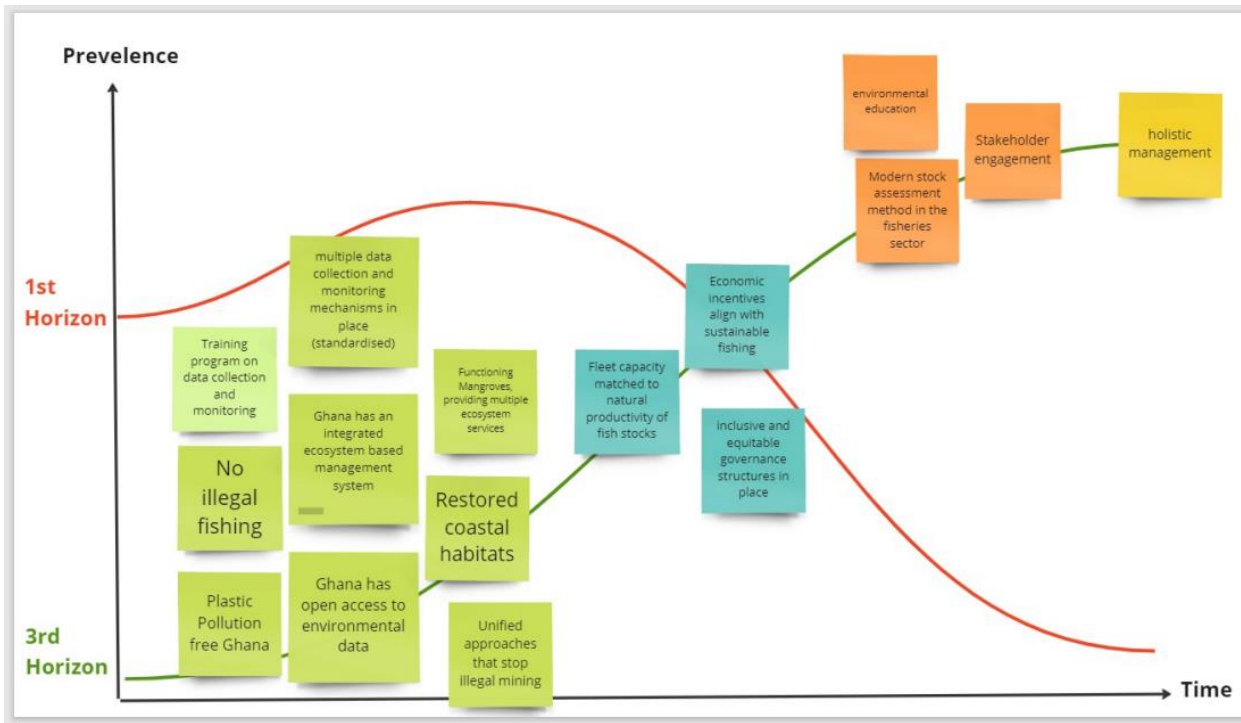 Prevelence
environmental
education
Stakeholder
engagement
holistic
management
Modern stock
assessment
method in the
fisheries
sector
1st
Horizon
multiple data
collection and
monitoring
mechanisms in
place
(standardised)
Economic
incentives
align with
sustainable
fishing
Training
program on
data collection
and
monitoring
Functioning
Mangroves,
providing multiple
ecosystem
services
Fleet capacity
matched to
natural
productivity of
fish stocks
Ghana has an
integrated
ecosystem based
management
system
Inclusive and
equitable
governance
structures in
place
No
illegal
fishing
Restored
coastal
habitats
Plastic
Pollution
free Ghana
Ghana has
open access to
environmental
data
Unified
approaches
that stop
illegal mining
3rd
Horizon
Time